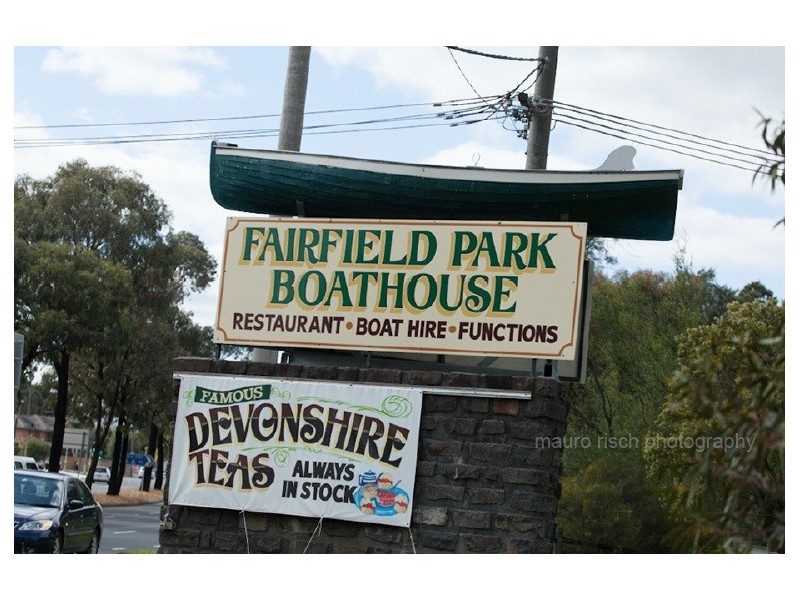 FAIRFIELD PARK
BOATHOUSE
RESTAURANT • BOAT HIRE • FUNCTIONS
FAMOUS
DEVONSHIRE
TEAS
ALWAYS
IN STOCK
mauro risch photography